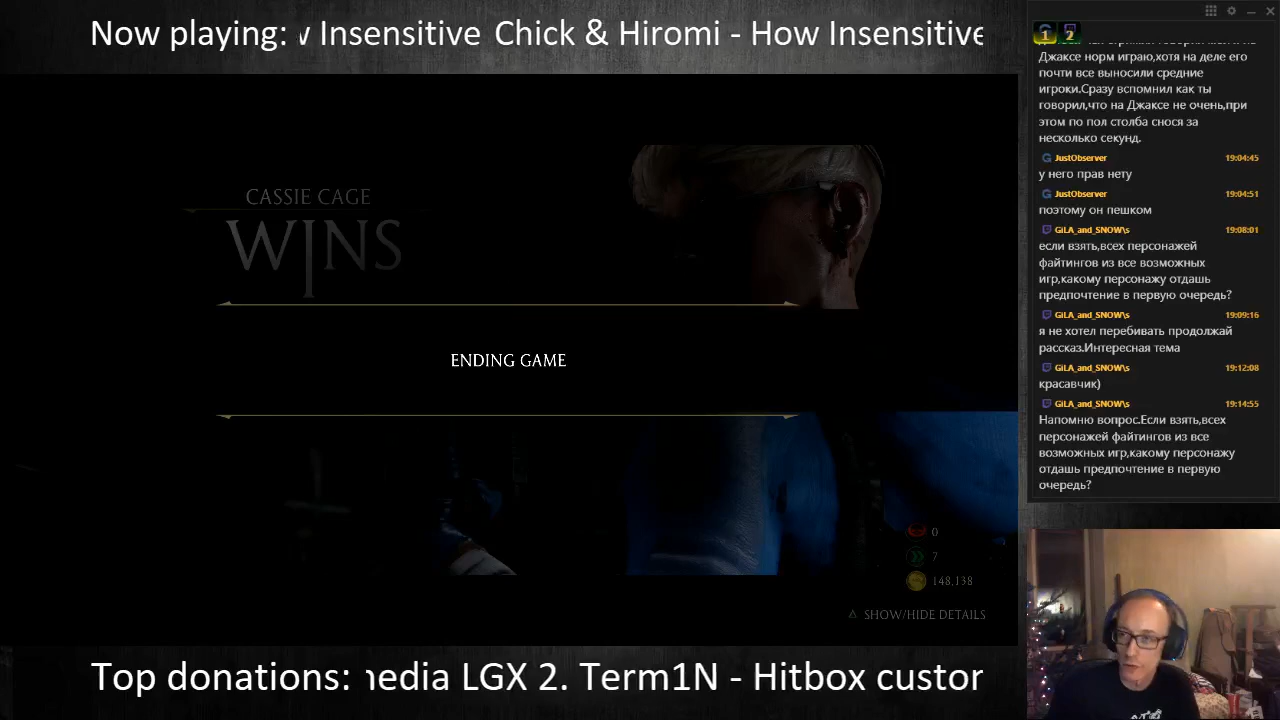 Now playing: v Insensitive Chick & Hiromi - How Insensitive
CASSIE CAGE
WINS
ENDING GAME
0
7
148,138
SHOW/HIDE DETAILS
Top donations: nedia LGX 2. Term1N - Hitbox custor
1 2
Джаксе норм играю,хотя на деле его
почти все выносили средние
игроки.Сразу вспомнил как ты
говорил,что на Джаксе не очень,при
этом по пол столба снося за
несколько секунд.
JustObserver 19:04:45
у него прав нету
JustObserver 19:04:51
поэтому он пешком
GiLA_and_SNOW\s 19:08:01
если взять,всех персонажей
файтингов из все возможных
игр,какому персонажу отдашь
предпочтение в первую очередь?
GiLA_and_SNOW\s 19:09:16
я не хотел перебивать продолжай
рассказ.Интересная тема
GiLA_and_SNOW\s 19:12:08
красавчик)
GiLA_and_SNOW\s 19:14:55
Напомню вопрос.Если взять,всех
персонажей файтингов из все
возможных игр,какому персонажу
отдашь предпочтение в первую
очередь?